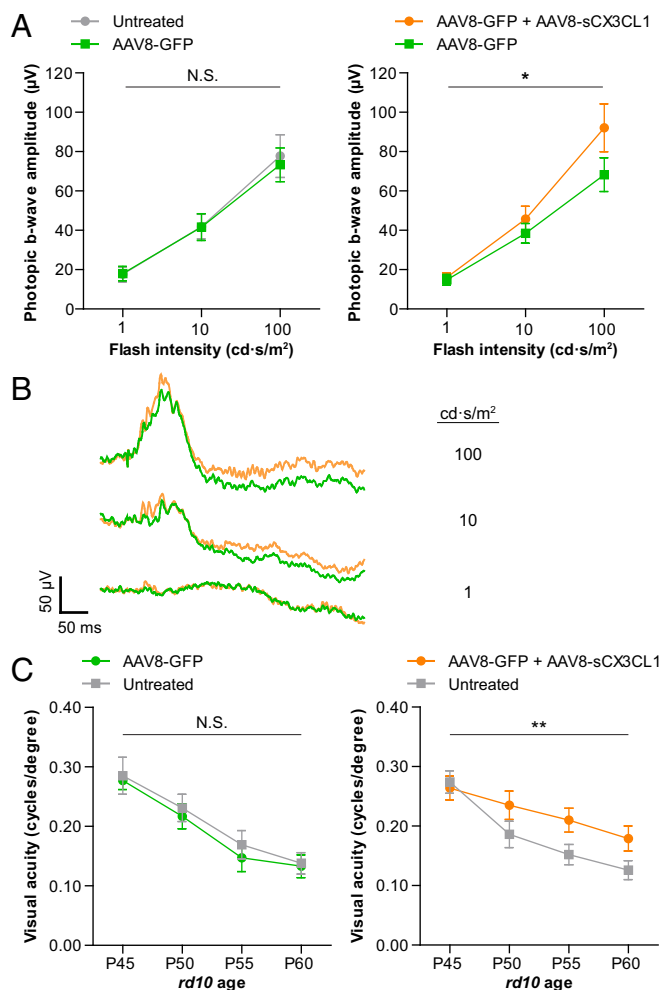 A
Untreated
AAV8-GFP
N.S.
Photopic b-wave amplitude (µV)
120
100
80
60
40
20
0
1
10
100
Flash intensity (cd·s/m²)
AAV8-GFP + AAV8-sCX3CL1
AAV8-GFP
*
Photopic b-wave amplitude (µV)
120
100
80
60
40
20
0
1
10
100
Flash intensity (cd·s/m²)
B
cd·s/m²
100
10
1
50 µV
50 ms
C
AAV8-GFP
Untreated
N.S.
Visual acuity (cycles/degree)
0.40
0.30
0.20
0.10
0.00
P45
P50
P55
P60
rd10 age
AAV8-GFP + AAV8-sCX3CL1
Untreated
**
Visual acuity (cycles/degree)
0.40
0.30
0.20
0.10
0.00
P45
P50
P55
P60
rd10 age